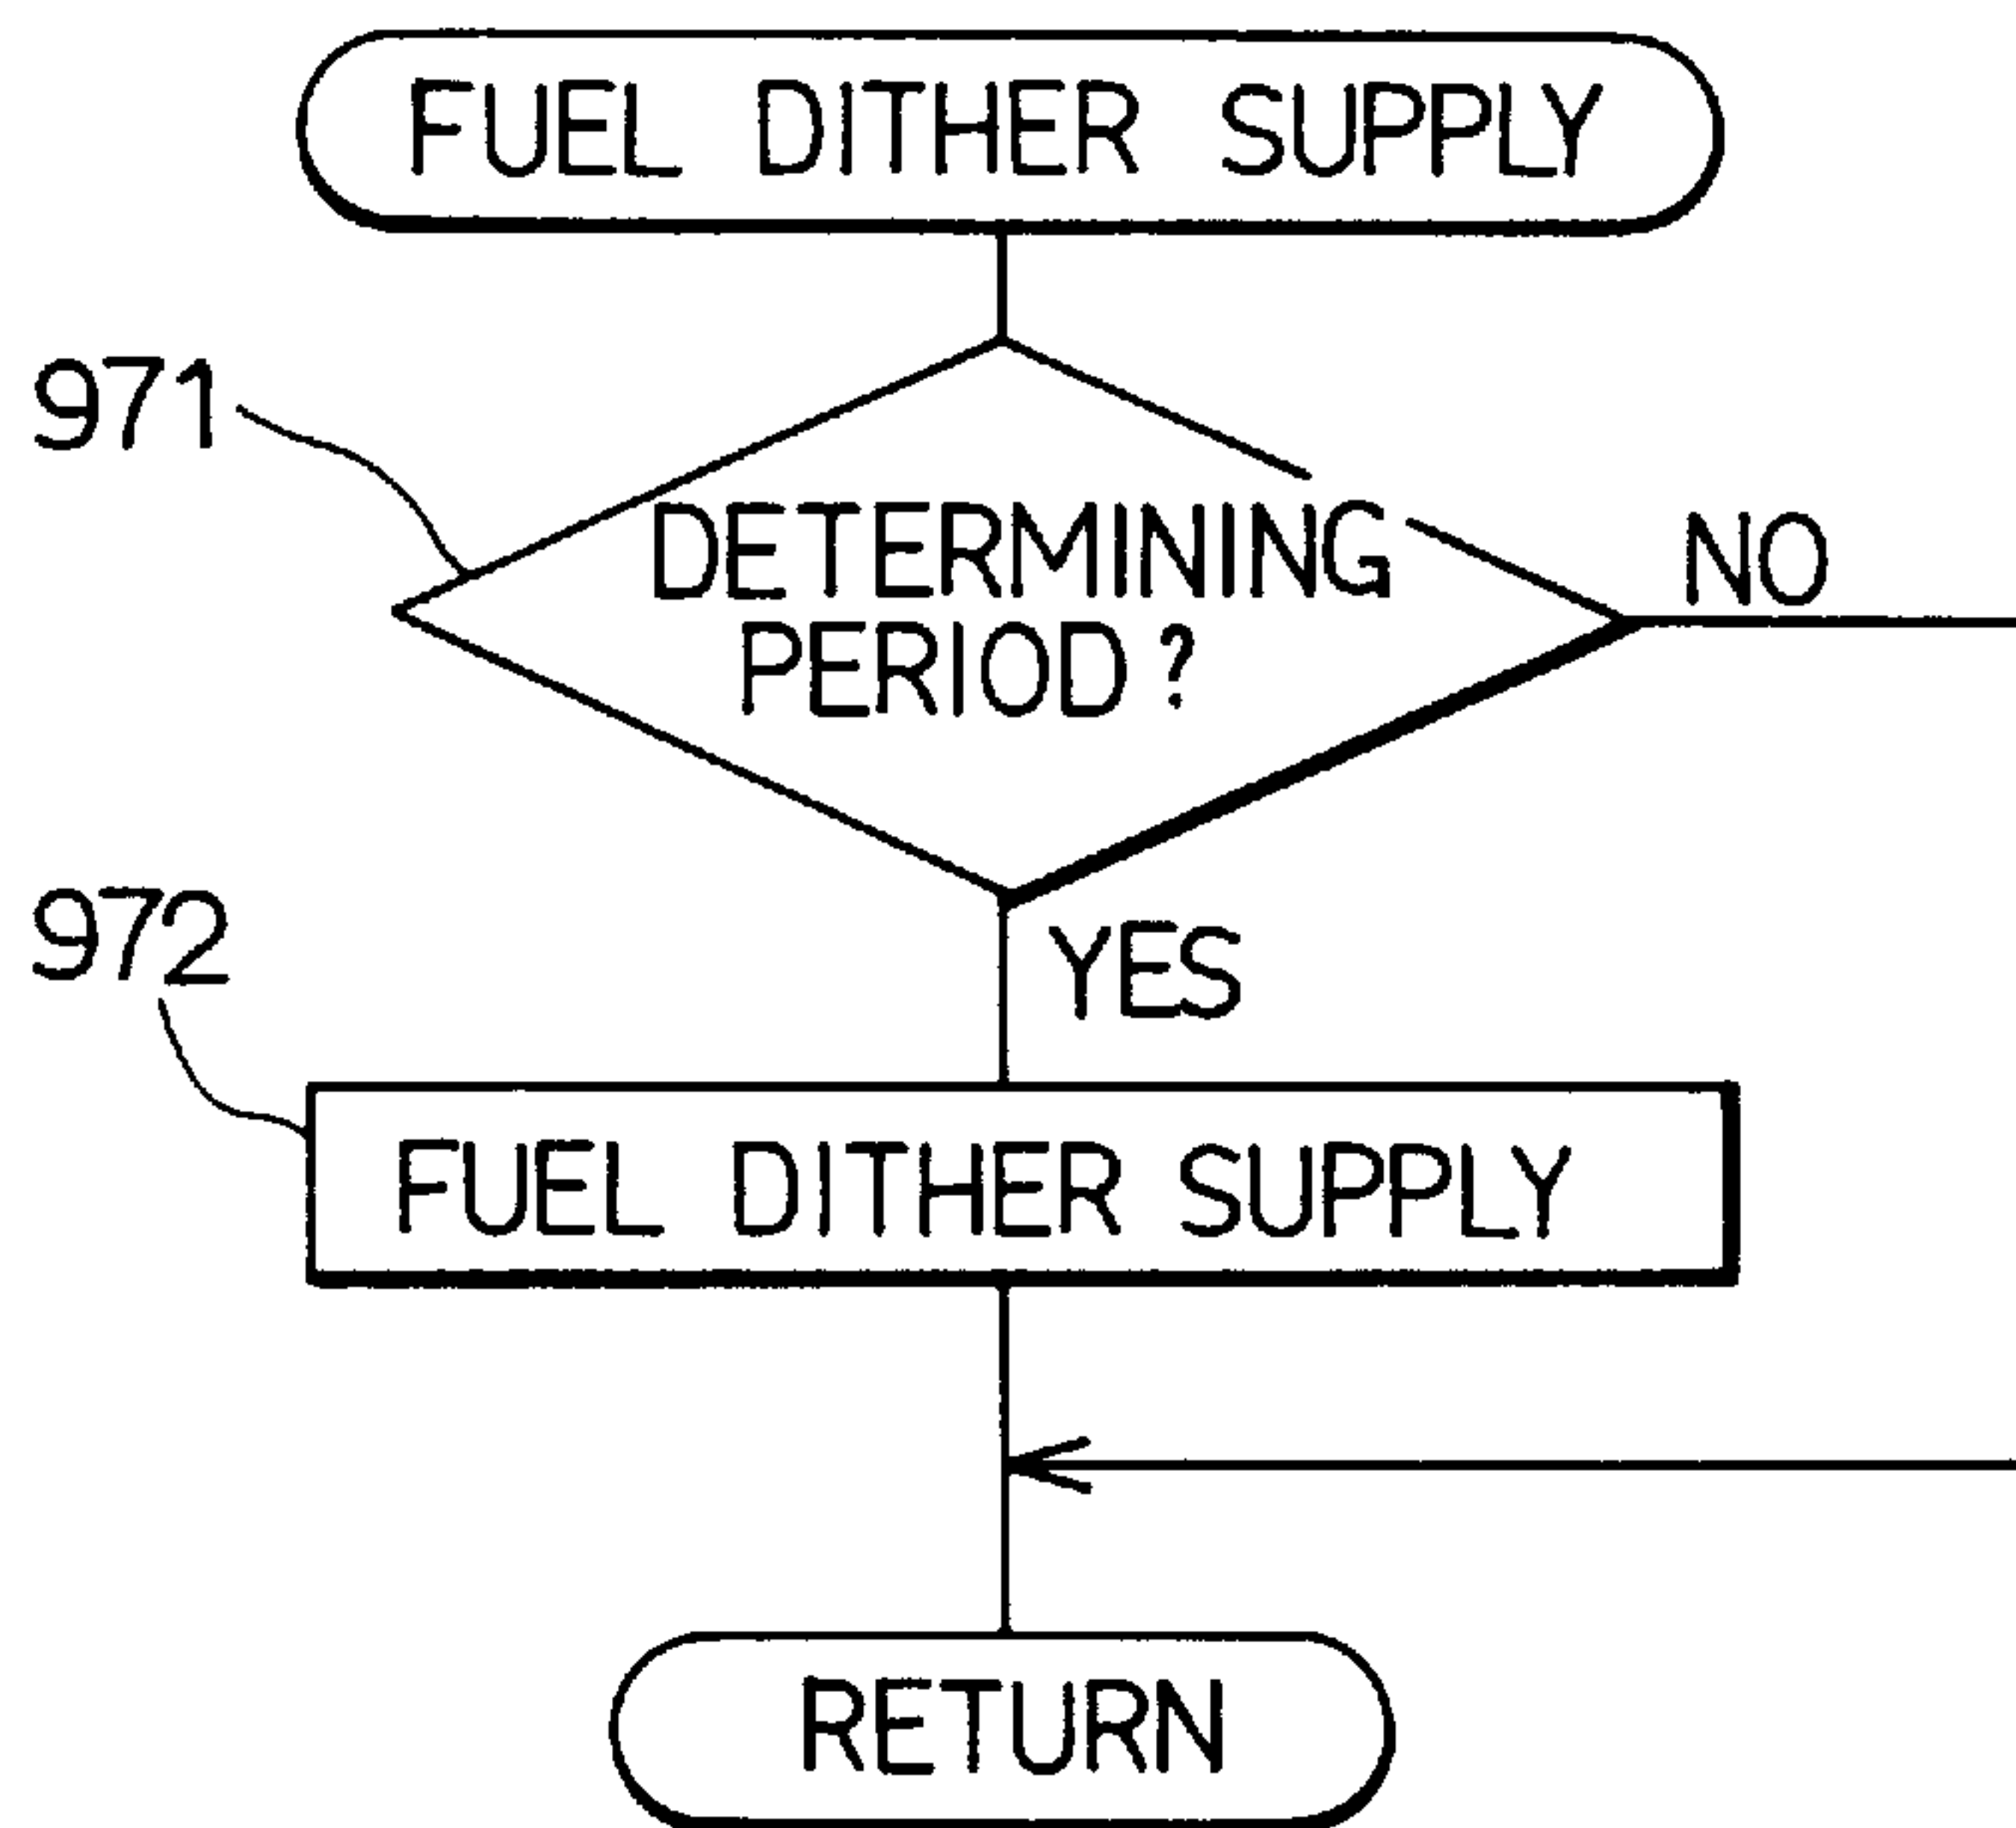 FUEL DITHER SUPPLY
971
DETERMINING
PERIOD?
NO
972
YES
FUEL DITHER SUPPLY
RETURN